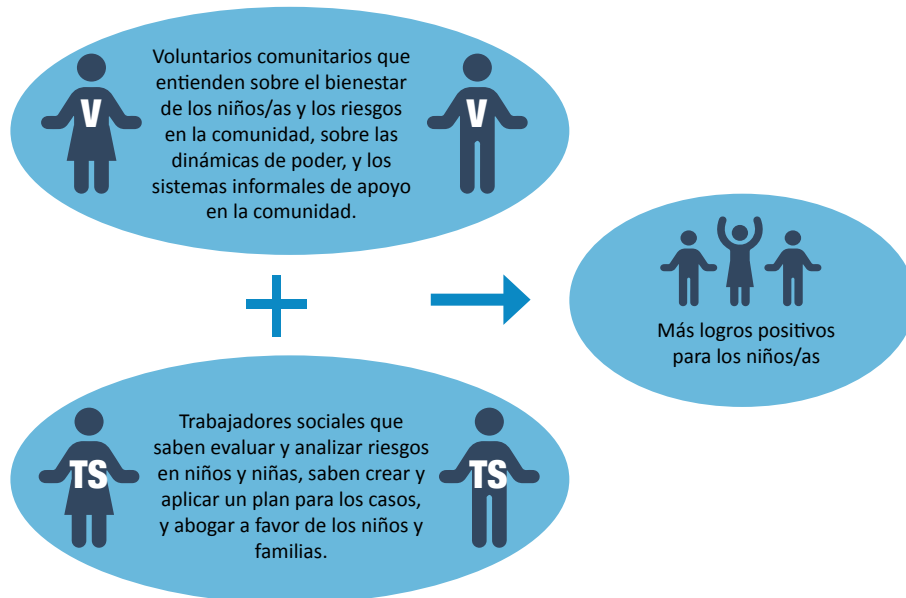 Voluntarios comunitarios que
entienden sobre el bienestar
de los niños/as y los riesgos
en la comunidad, sobre las
dinámicas de poder, y los
sistemas informales de apoyo
en la comunidad.
V
V
+
Más logros positivos
para los niños/as
Trabajadores sociales que
saben evaluar y analizar riesgos
en niños y niñas, saben crear y
aplicar un plan para los casos,
y abogar a favor de los niños y
familias.
TS
TS